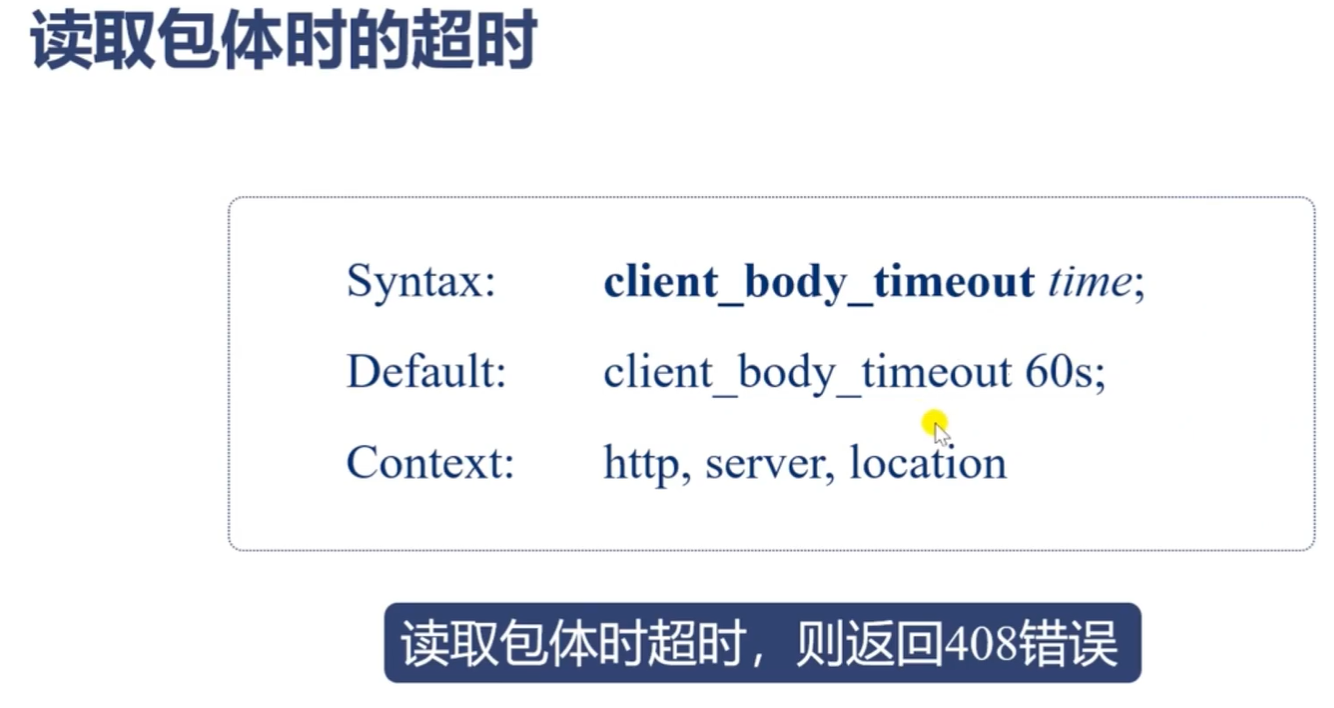 读取包体时的超时
Syntax: client_body_timeout time;
Default: client_body_timeout 60s;
Context: http, server, location
读取包体时超时，则返回408错误